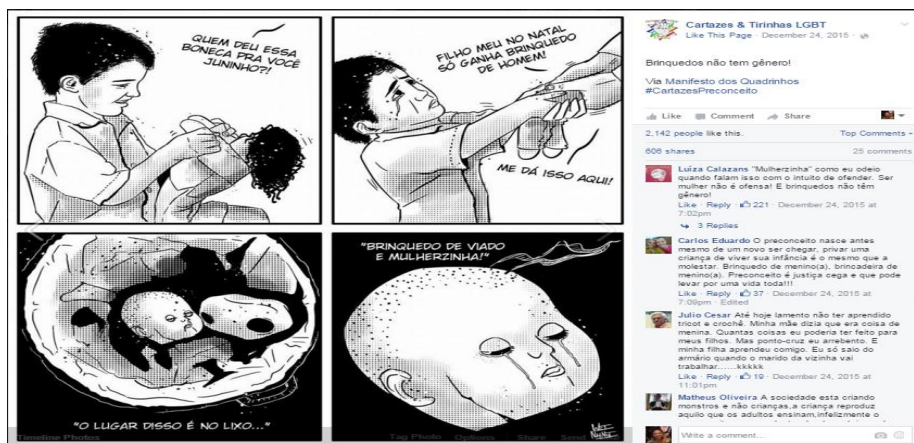 QUEM DEU ESSA
BONECA PRA VOCÊ
JUNINHO?!
FILHO MEU NO NATAL
SÓ GANHA BRINQUEDO
DE HOMEM!
ME DÁ ISSO AQUI!
"O LUGAR DISSO É NO LIXO..."
"BRINQUEDO DE VIADO
E MULHERZINHA!"
Timeline Photos
Tag Photo Options Share Send
Cartazes & Tirinhas LGBT
Like This Page · December 24, 2015 ·
Brinquedos não tem gênero!
Via Manifesto dos Quadrinhos
#CartazesPreconceito
Like Comment Share
2,142 people like this. Top Comments
606 shares 25 comments
Luíza Calazans "Mulherzinha" como eu odeio
quando falam isso com o intuito de ofender. Ser
mulher não é ofensa! E brinquedos não têm
gênero!
Like · Reply · 221 · December 24, 2015 at
7:02pm
3 Replies
Carlos Eduardo O preconceito nasce antes
mesmo de um novo ser chegar, privar uma
criança de viver sua infância é o mesmo que a
molestar. Brinquedo de menino(a), brincadeira de
menino(a). Preconceito é justiça cega e que pode
levar por uma vida toda!!!
Like · Reply · 37 · December 24, 2015 at
7:09pm · Edited
Julio Cesar Até hoje lamento não ter aprendido
tricot e crochê. Minha mãe dizia que era coisa de
menina. Quantas coisas eu poderia ter feito para
meus filhos. Mas ponto-cruz eu arrebento. E
minha filha aprendeu comigo. Eu só saio do
armário quando o marido da vizinha vai
trabalhar......kkkkk
Like · Reply · 19 · December 24, 2015 at
11:01pm
Matheus Oliveira A sociedade esta criando
monstros e não crianças,a criança reproduz
aquilo que os adultos ensinam,infelizmente o
Write a comment...